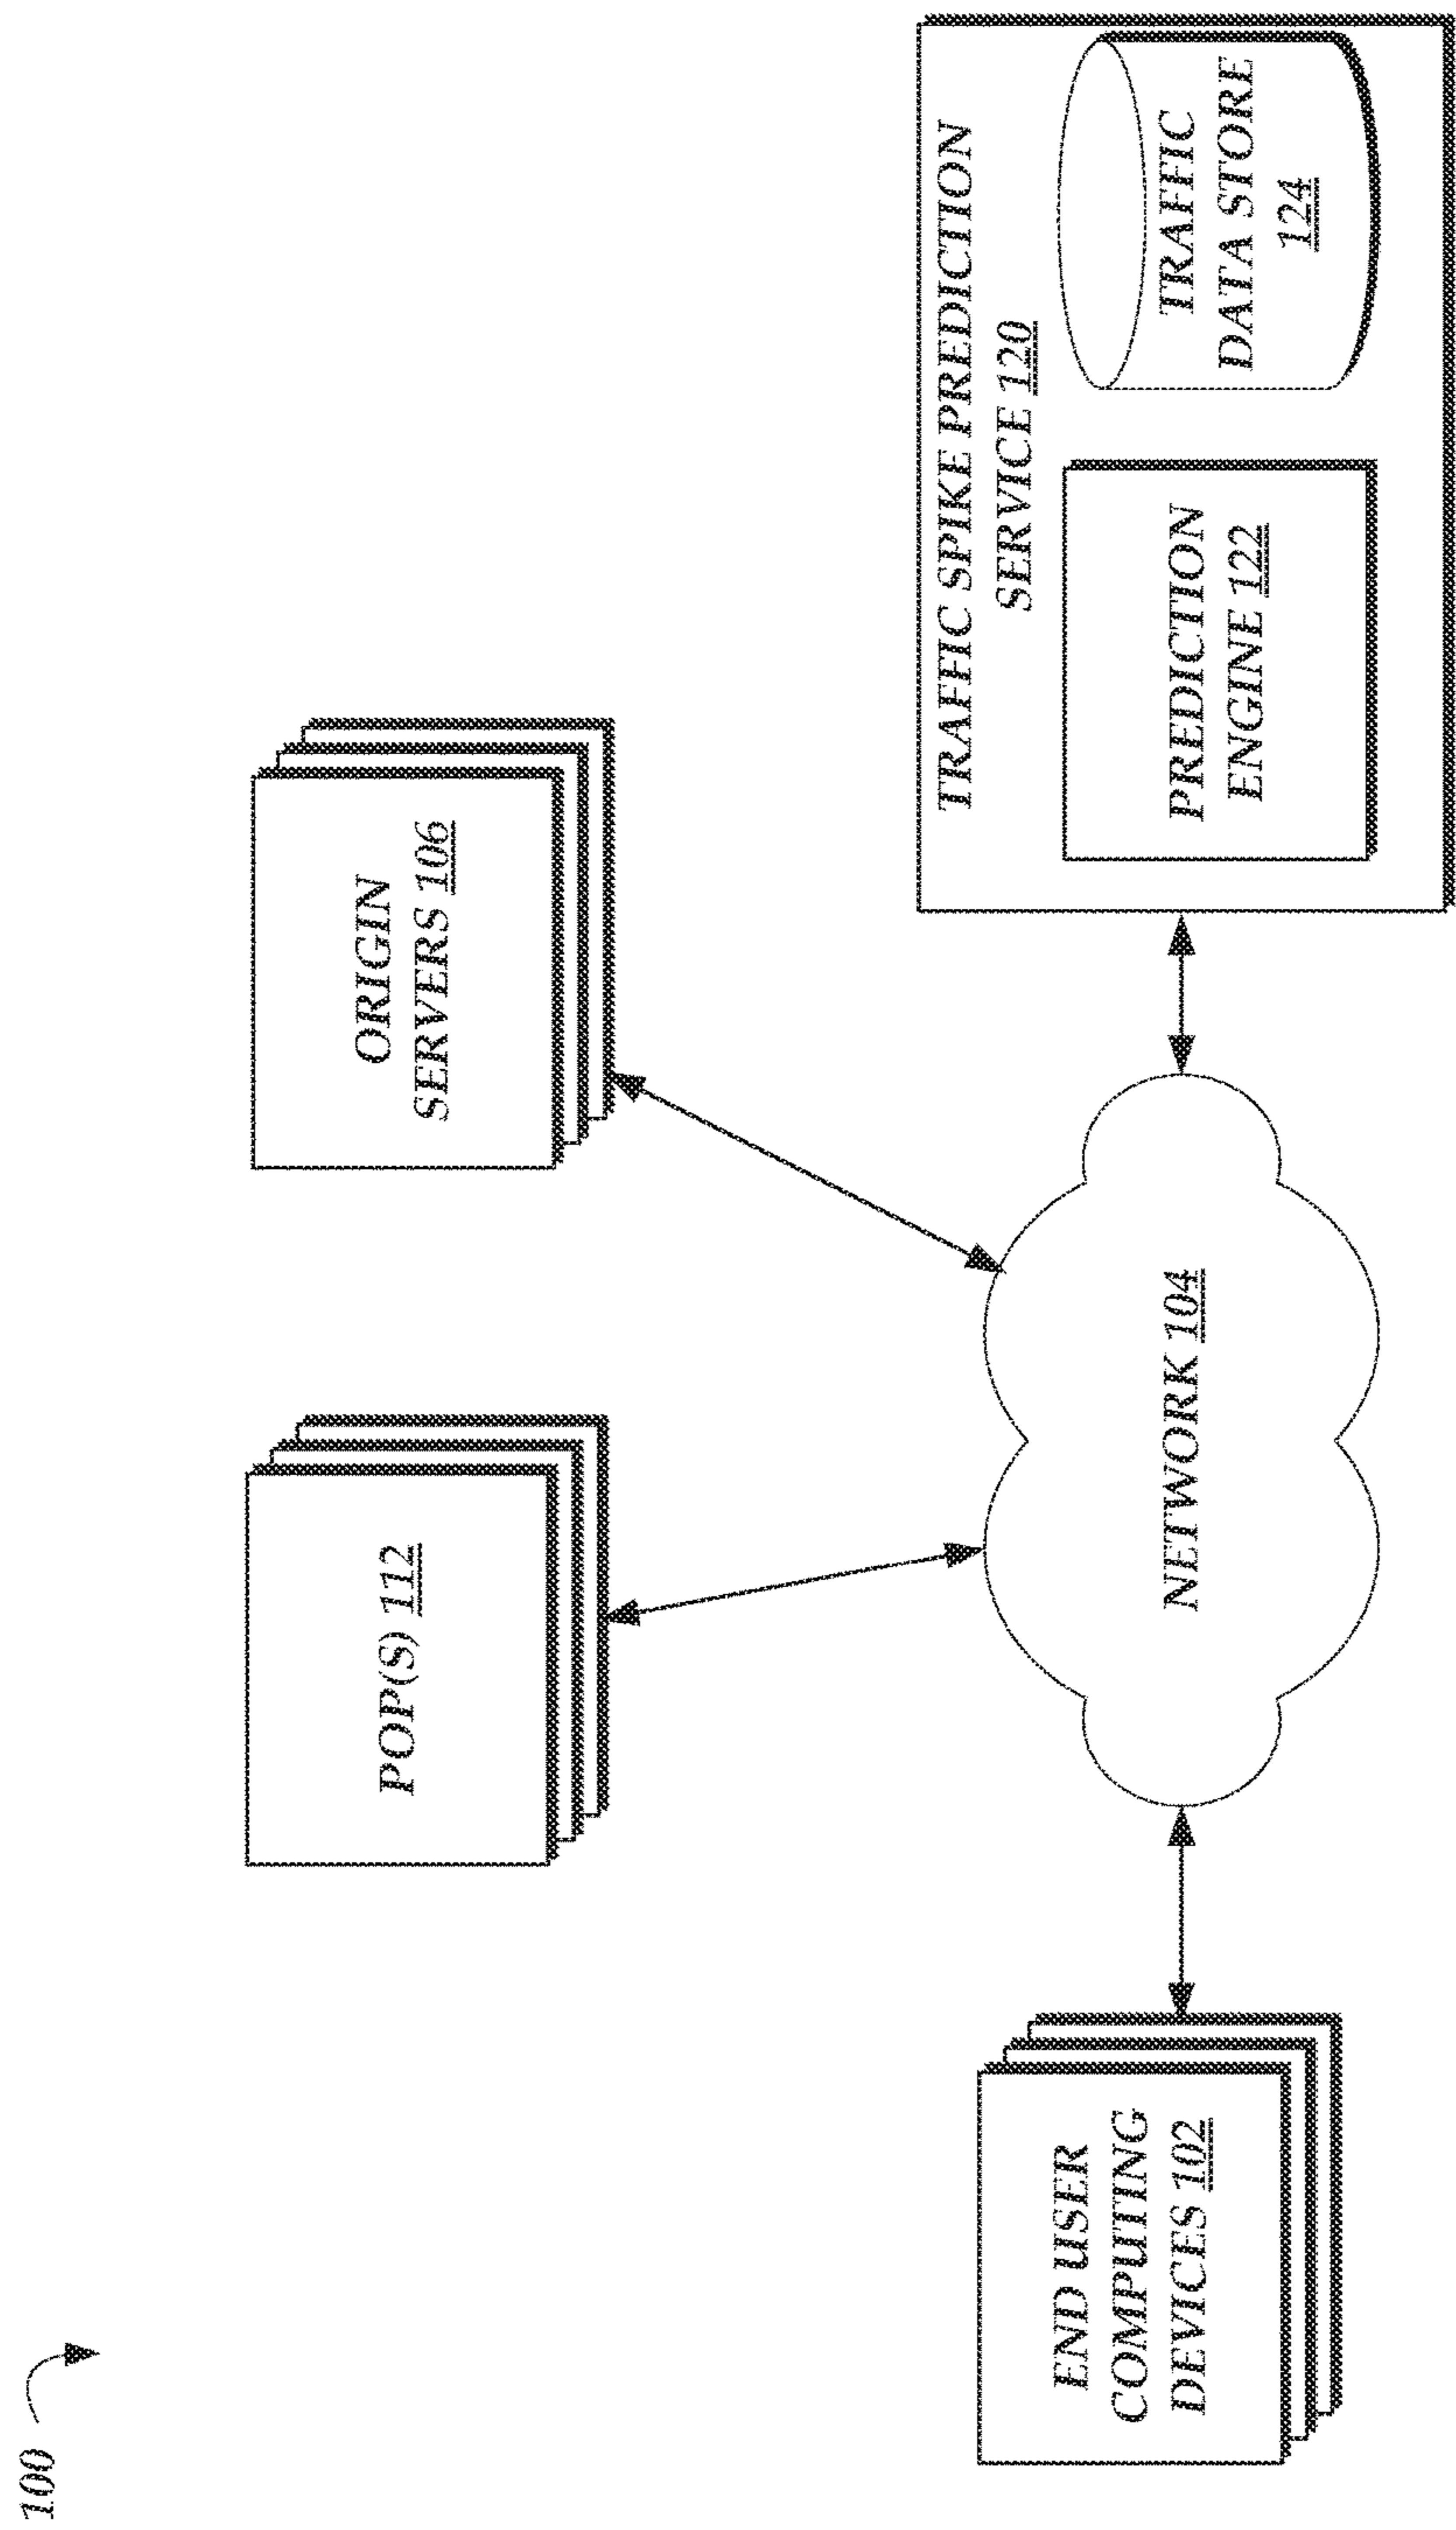 100
POP(S) 112
ORIGIN
SERVERS 106
END USER
COMPUTING
DEVICES 102
NETWORK 104
TRAFFIC SPIKE PREDICTION
SERVICE 120
PREDICTION
ENGINE 122
TRAFFIC
DATA STORE
124